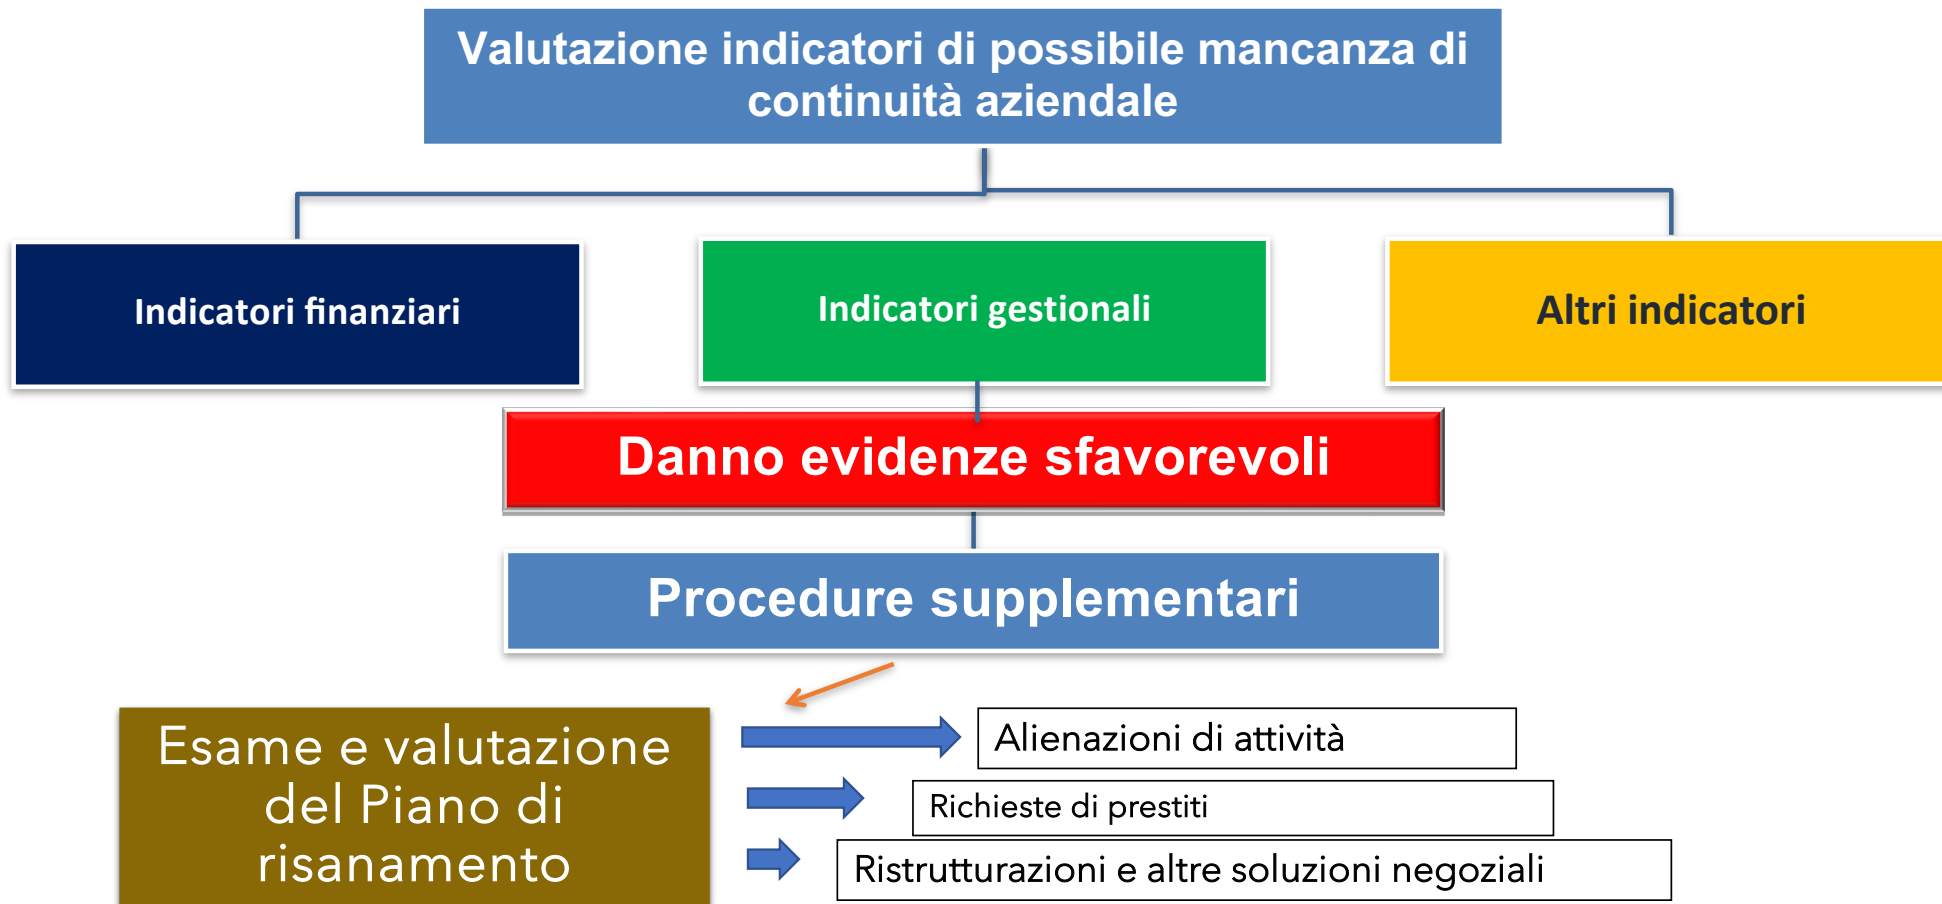 Valutazione indicatori di possibile mancanza di
continuità aziendale
Indicatori finanziari
Indicatori gestionali
Altri indicatori
Danno evidenze sfavorevoli
Procedure supplementari
Esame e valutazione
del Piano di
risanamento
Alienazioni di attività
Richieste di prestiti
Ristrutturazioni e altre soluzioni negoziali